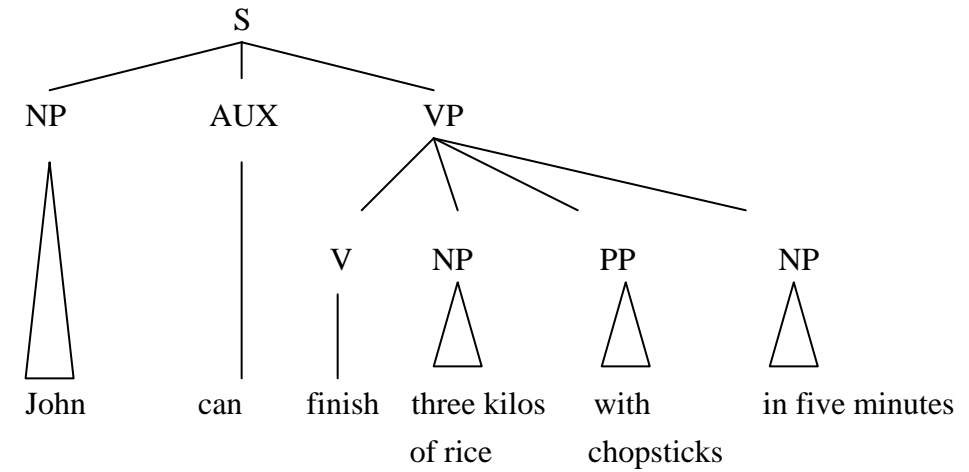 S
NP AUX VP
V NP PP NP
John can finish three kilos with in five minutes
of rice chopsticks